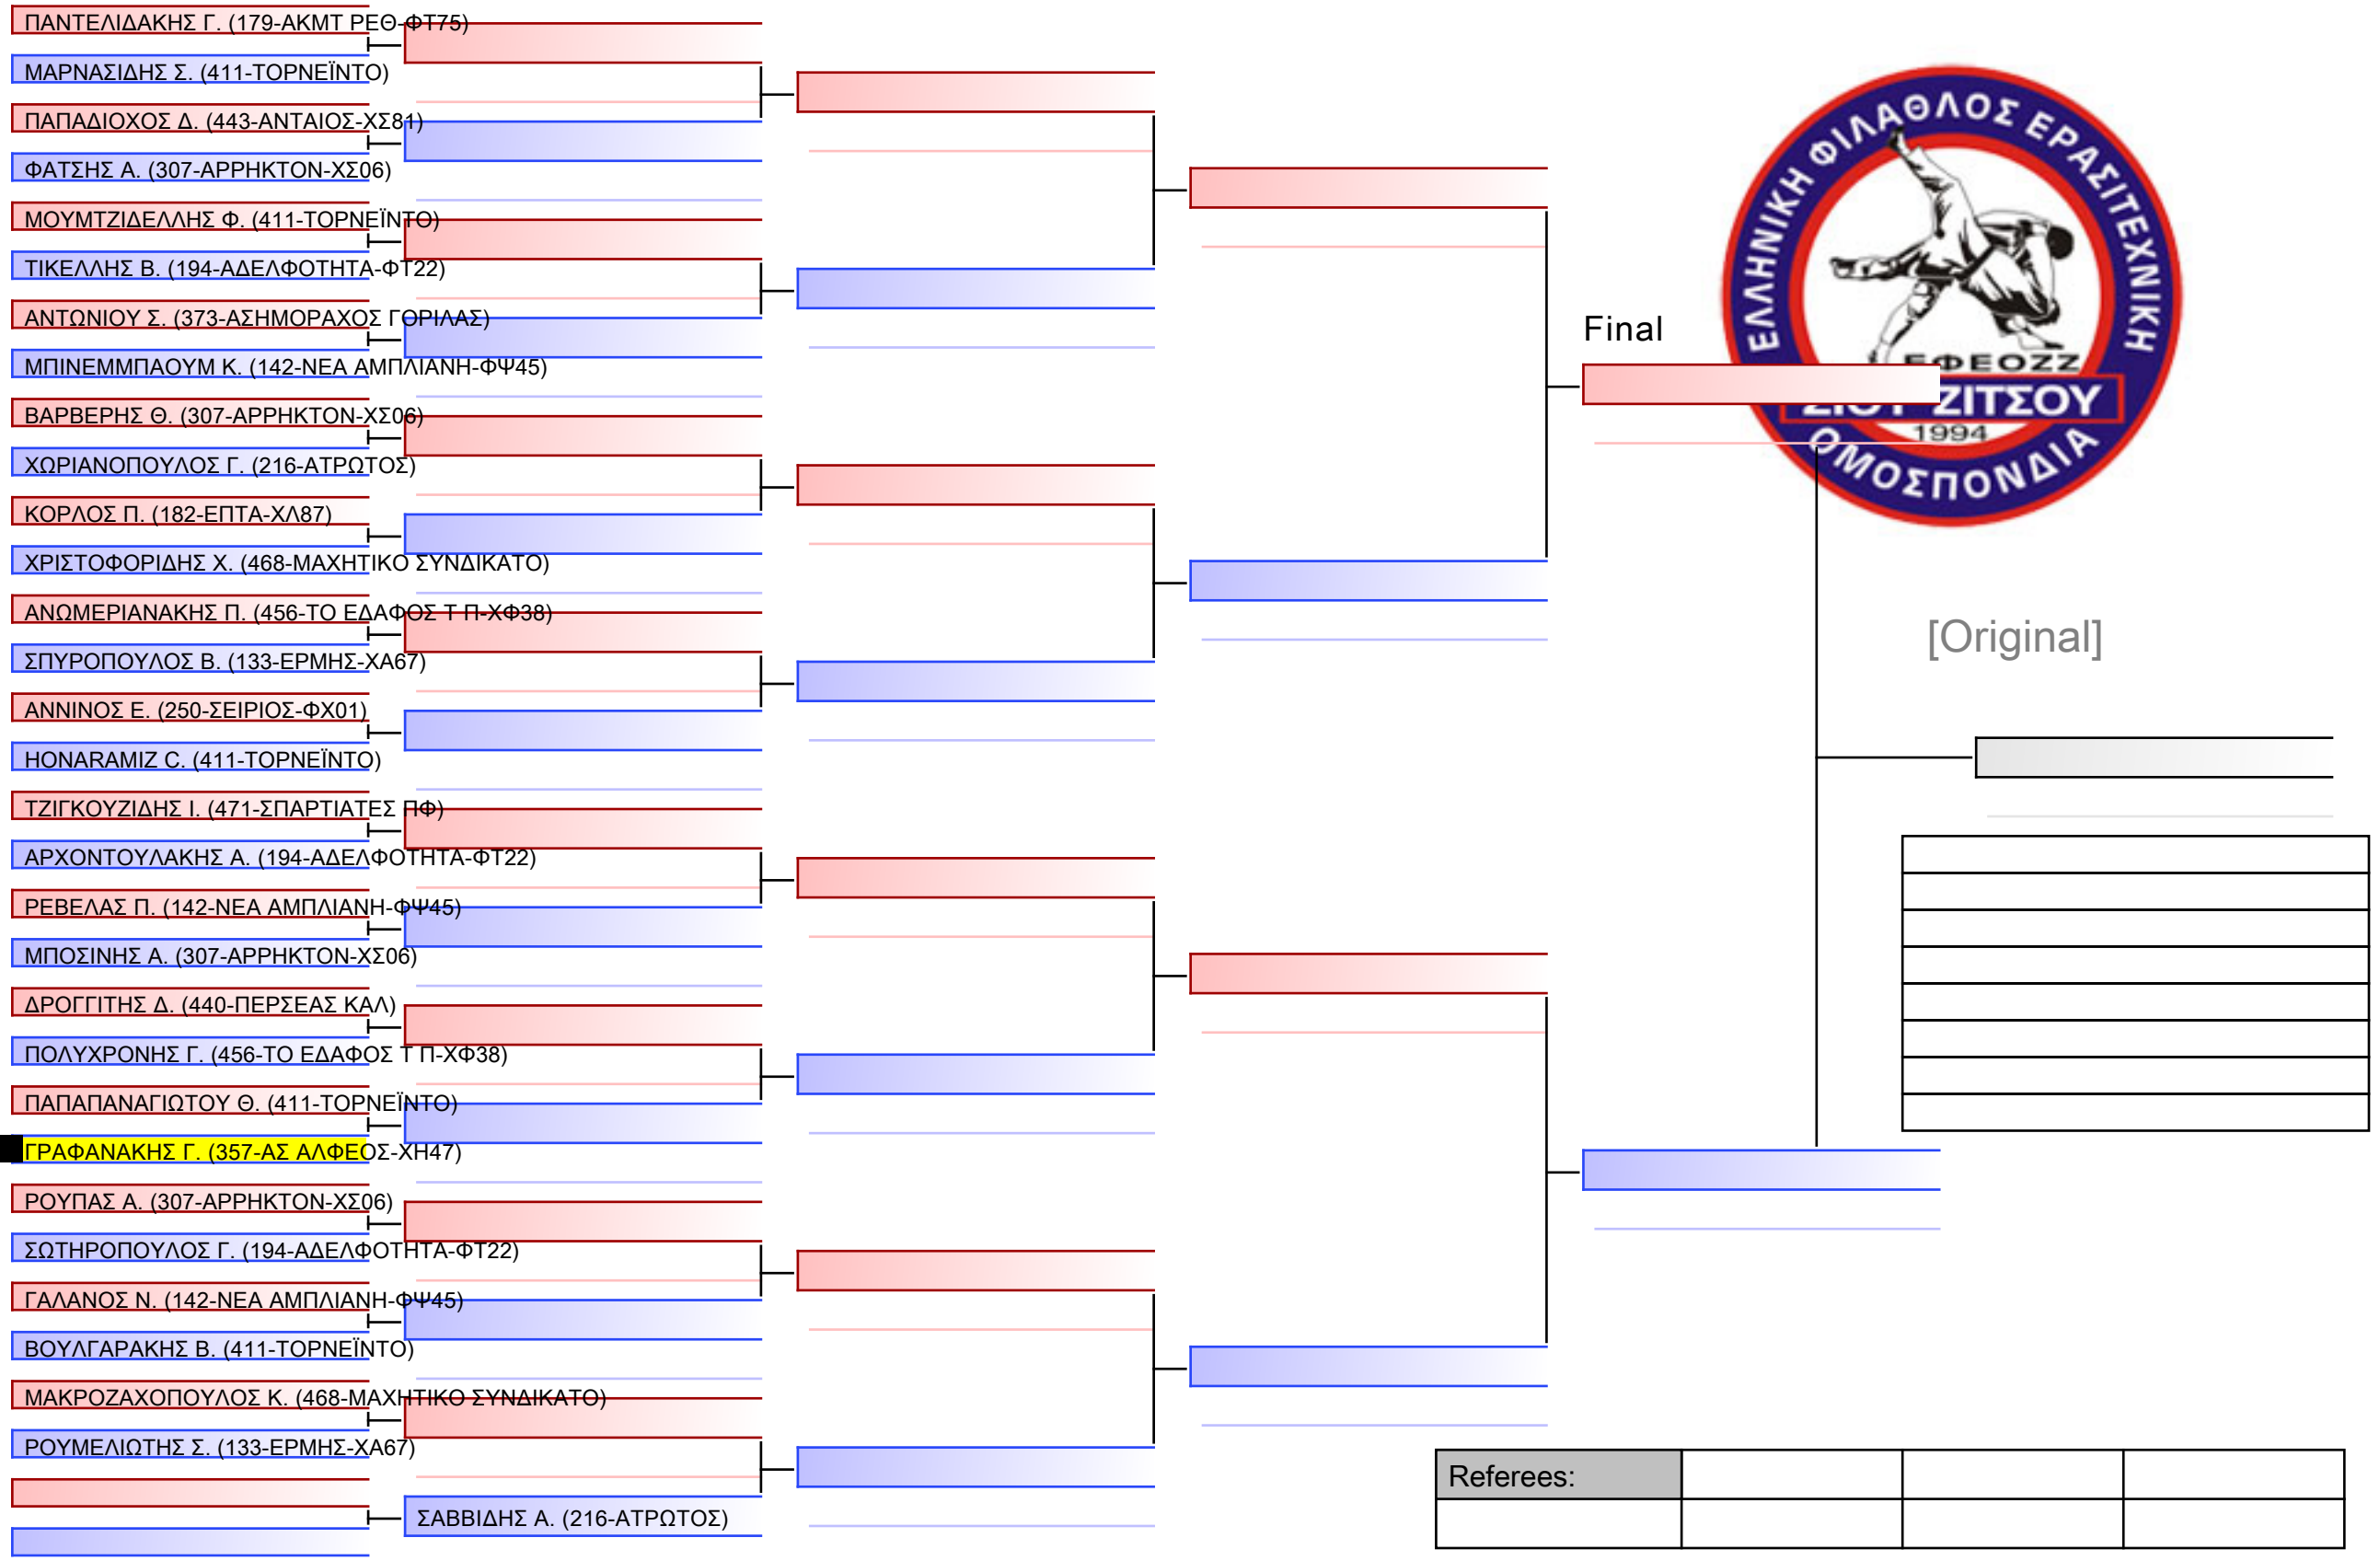 ΠΑΝΤΕΛΙΔΑΚΗΣ Γ. (179-ΑΚΜΤ ΡΕΘ-ΦΤ75)
ΜΑΡΝΑΣΙΔΗΣ Σ. (411-ΤΟΡΝΕΪΝΤΟ)
ΠΑΠΑΔΙΟΧΟΣ Δ. (443-ΑΝΤΑΙΟΣ-ΧΣ81)
ΦΑΤΣΗΣ Α. (307-ΑΡΡΗΚΤΟΝ-ΧΣ06)
ΜΟΥΜΤΖΙΔΕΛΛΗΣ Φ. (411-ΤΟΡΝΕΪΝΤΟ)
ΤΙΚΕΛΛΗΣ Β. (194-ΑΔΕΛΦΟΤΗΤΑ-ΦΤ22)
ΑΝΤΩΝΙΟΥ Σ. (373-ΑΣΗΜΟΡΑΧΟΣ ΓΟΡΙΛΑΣ)
ΜΠΙΝΕΜΜΠΑΟΥΜ Κ. (142-ΝΕΑ ΑΜΠΛΙΑΝΗ-ΦΨ45)
ΒΑΡΒΕΡΗΣ Θ. (307-ΑΡΡΗΚΤΟΝ-ΧΣ06)
ΧΩΡΙΑΝΟΠΟΥΛΟΣ Γ. (216-ΑΤΡΩΤΟΣ)
ΚΟΡΛΟΣ Π. (182-ΕΠΤΑ-ΧΛ87)
ΧΡΙΣΤΟΦΟΡΙΔΗΣ Χ. (468-ΜΑΧΗΤΙΚΟ ΣΥΝΔΙΚΑΤΟ)
ΑΝΩΜΕΡΙΑΝΑΚΗΣ Π. (456-ΤΟ ΕΔΑΦΟΣ Τ Π-ΧΦ38)
ΣΠΥΡΟΠΟΥΛΟΣ Β. (133-ΕΡΜΗΣ-ΧΑ67)
ΑΝΝΙΝΟΣ Ε. (250-ΣΕΙΡΙΟΣ-ΦΧ01)
HONARAMIZ C. (411-ΤΟΡΝΕΪΝΤΟ)
ΤΖΙΓΚΟΥΖΙΔΗΣ Ι. (471-ΣΠΑΡΤΙΑΤΕΣ ΠΦ)
ΑΡΧΟΝΤΟΥΛΑΚΗΣ Α. (194-ΑΔΕΛΦΟΤΗΤΑ-ΦΤ22)
ΡΕΒΕΛΑΣ Π. (142-ΝΕΑ ΑΜΠΛΙΑΝΗ-ΦΨ45)
ΜΠΟΣΙΝΗΣ Α. (307-ΑΡΡΗΚΤΟΝ-ΧΣ06)
ΔΡΟΓΓΙΤΗΣ Δ. (440-ΠΕΡΣΕΑΣ ΚΑΛ)
ΠΟΛΥΧΡΟΝΗΣ Γ. (456-ΤΟ ΕΔΑΦΟΣ Τ Π-ΧΦ38)
ΠΑΠΑΠΑΝΑΓΙΩΤΟΥ Θ. (411-ΤΟΡΝΕΪΝΤΟ)
ΓΡΑΦΑΝΑΚΗΣ Γ. (357-ΑΣ ΑΛΦΕΟΣ-ΧΗ47)
ΡΟΥΠΑΣ Α. (307-ΑΡΡΗΚΤΟΝ-ΧΣ06)
ΣΩΤΗΡΟΠΟΥΛΟΣ Γ. (194-ΑΔΕΛΦΟΤΗΤΑ-ΦΤ22)
ΓΑΛΑΝΟΣ Ν. (142-ΝΕΑ ΑΜΠΛΙΑΝΗ-ΦΨ45)
ΒΟΥΛΓΑΡΑΚΗΣ Β. (411-ΤΟΡΝΕΪΝΤΟ)
ΜΑΚΡΟΖΑΧΟΠΟΥΛΟΣ Κ. (468-ΜΑΧΗΤΙΚΟ ΣΥΝΔΙΚΑΤΟ)
ΡΟΥΜΕΛΙΩΤΗΣ Σ. (133-ΕΡΜΗΣ-ΧΑ67)
ΣΑΒΒΙΔΗΣ Α. (216-ΑΤΡΩΤΟΣ)
Final
ΕΛΛΗΝΙΚΗ ΦΙΛΑΘΛΟΣ ΕΡΑΣΙΤΕΧΝΙΚΗ
ΕΦΕΟΖΖ
ΖΙΟΥ ΖΙΤΣΟΥ
1994
ΟΜΟΣΠΟΝΔΙΑ
[Original]
Referees: